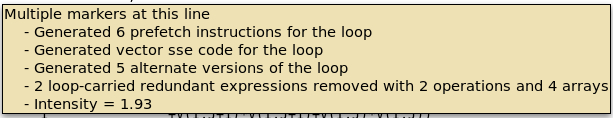 Multiple markers at this line
- Generated 6 prefetch instructions for the loop
- Generated vector sse code for the loop
- Generated 5 alternate versions of the loop
- 2 loop-carried redundant expressions removed with 2 operations and 4 arrays
- Intensity = 1.93